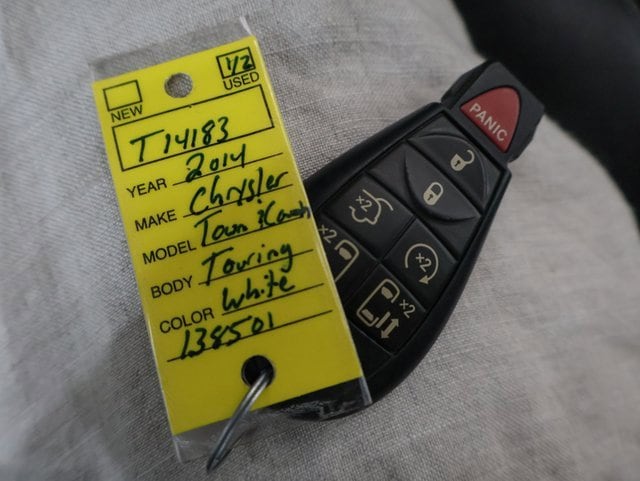 1/2
NEW
USED
T14183
YEAR 2014
MAKE Chrysler
MODEL Town & Country
BODY Touring
COLOR White
138501
PANIC
x2
x2
x2
x2